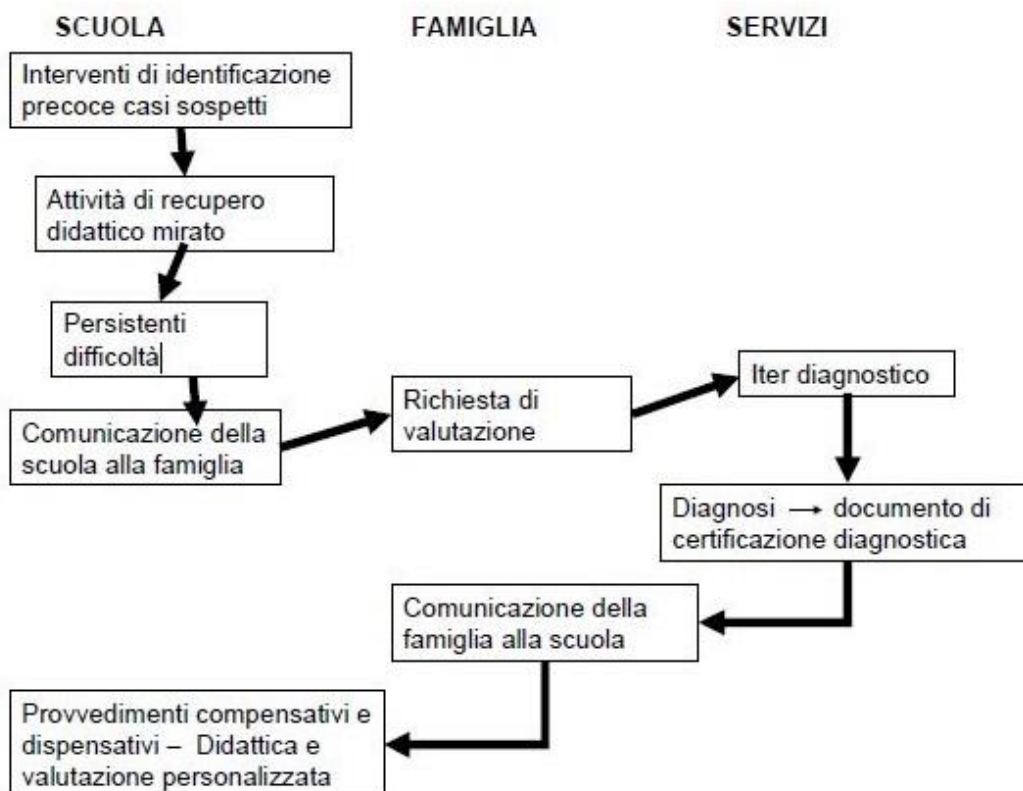 SCUOLA
FAMIGLIA
SERVIZI
Interventi di identificazione
precoce casi sospetti
Attività di recupero
didattico mirato
Persistenti
difficoltà
Comunicazione della
scuola alla famiglia
Richiesta di
valutazione
Iter diagnostico
Diagnosi → documento di
certificazione diagnostica
Comunicazione della
famiglia alla scuola
Provvedimenti compensativi e
dispensativi – Didattica e
valutazione personalizzata